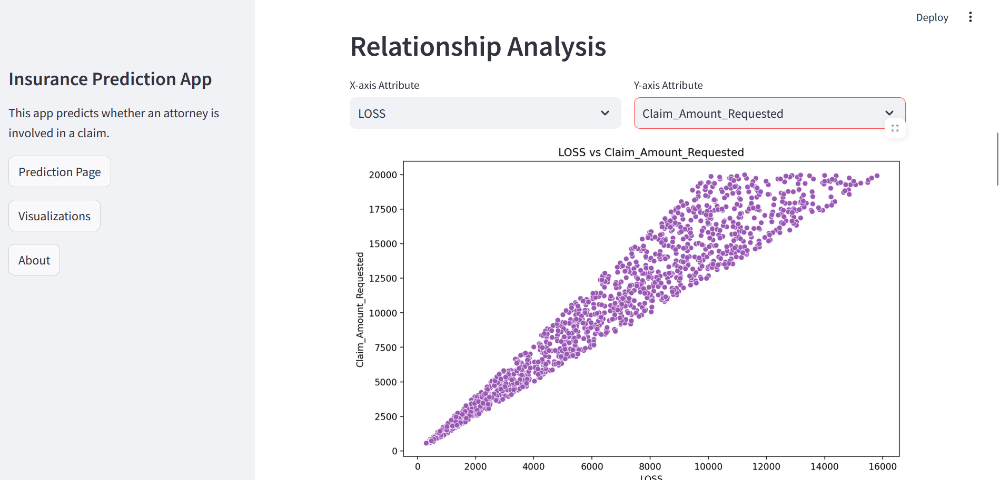 Deploy
Insurance Prediction App
This app predicts whether an attorney is
involved in a claim.
Prediction Page
Visualizations
About
Relationship Analysis
X-axis Attribute
LOSS
Y-axis Attribute
Claim_Amount_Requested
LOSS vs Claim_Amount_Requested
Claim_Amount_Requested
20000
17500
15000
12500
10000
7500
5000
2500
0
0 2000 4000 6000 8000 10000 12000 14000 16000
LOSS